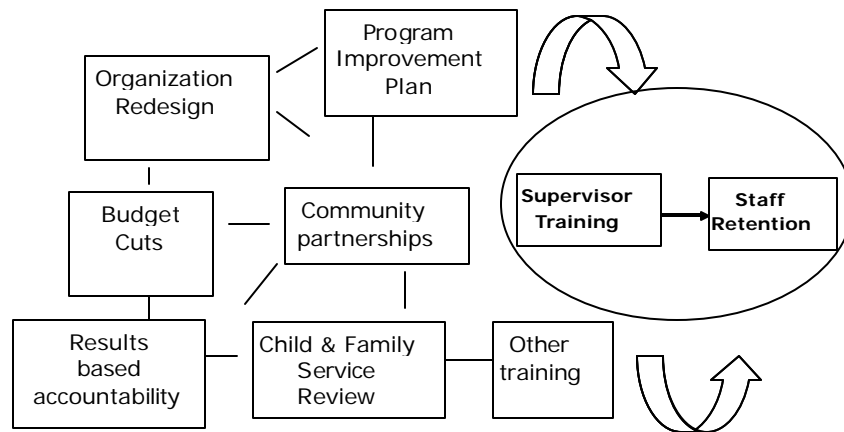 Program
Improvement
Plan
Organization
Redesign
Supervisor
Training
Staff
Retention
Budget
Cuts
Community
partnerships
Results
based
accountability
Child & Family
Service
Review
Other
training